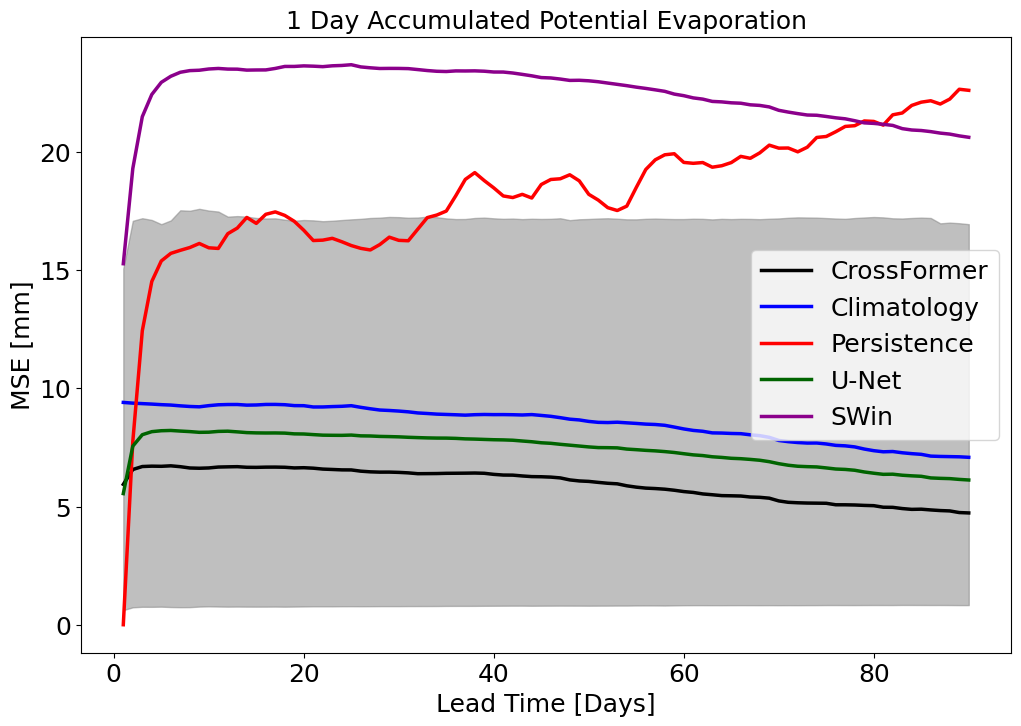 1 Day Accumulated Potential Evaporation
MSE [mm]
20
15
10
5
0
CrossFormer
Climatology
Persistence
U-Net
SWin
0 20 40 60 80
Lead Time [Days]